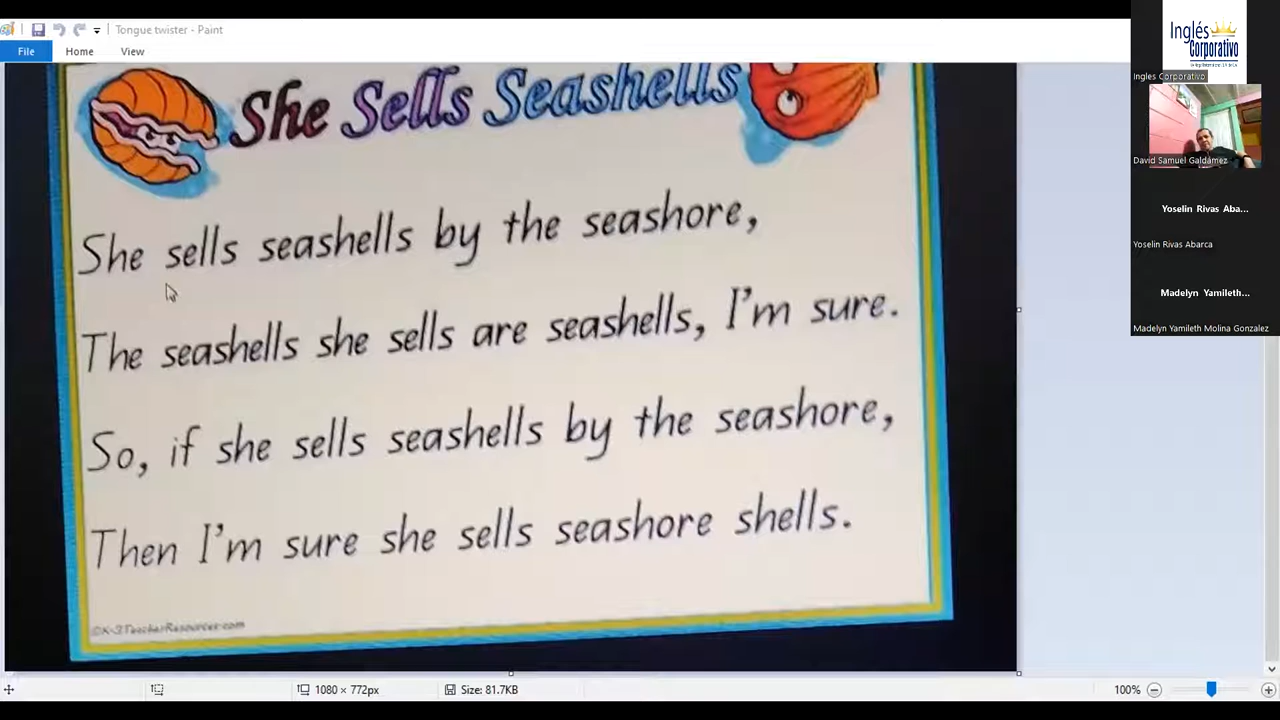 Tongue twister - Paint
File Home View
She Sells Seashells
She sells seashells by the seashore,
The seashells she sells are seashells, I'm sure.
So, if she sells seashells by the seashore,
Then I'm sure she sells seashore shells.
©K-3TeacherResources.com
1080 × 772px
Size: 81.7KB
100%
Inglés
Corporativo
Ingles Corporativo
David Samuel Galdámez
Yoselin Rivas Aba...
Yoselin Rivas Abarca
Madelyn Yamileth...
Madelyn Yamileth Molina Gonzalez